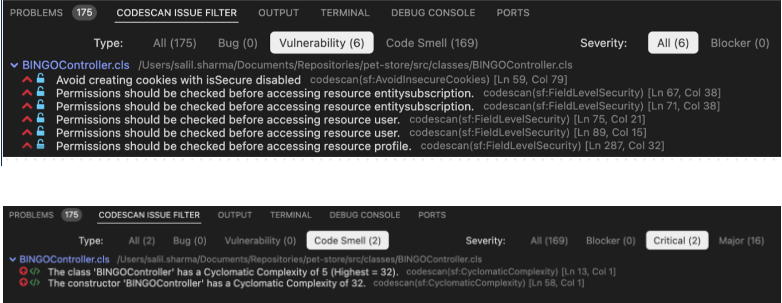 PROBLEMS 175 CODESCAN ISSUE FILTER OUTPUT TERMINAL DEBUG CONSOLE PORTS
Type: All (175) Bug (0) Vulnerability (6) Code Smell (169) Severity: All (6) Blocker (0)
BINGOController.cls /Users/salil.sharma/Documents/Repositories/pet-store/src/classes/BINGOController.cls
Avoid creating cookies with isSecure disabled codescan(sf:AvoidInsecureCookies) [Ln 59, Col 79]
Permissions should be checked before accessing resource entitysubscription. codescan(sf:FieldLevelSecurity) [Ln 67, Col 38]
Permissions should be checked before accessing resource entitysubscription. codescan(sf:FieldLevelSecurity) [Ln 71, Col 38]
Permissions should be checked before accessing resource user. codescan(sf:FieldLevelSecurity) [Ln 75, Col 21]
Permissions should be checked before accessing resource user. codescan(sf:FieldLevelSecurity) [Ln 89, Col 15]
Permissions should be checked before accessing resource profile. codescan(sf:FieldLevelSecurity) [Ln 287, Col 32]
PROBLEMS 175 CODESCAN ISSUE FILTER OUTPUT TERMINAL DEBUG CONSOLE PORTS
Type: All (2) Bug (0) Vulnerability (0) Code Smell (2) Severity: All (169) Blocker (0) Critical (2) Major (16)
BINGOController.cls /Users/salil.sharma/Documents/Repositories/pet-store/src/classes/BINGOController.cls
The class 'BINGOController' has a Cyclomatic Complexity of 5 (Highest = 32). codescan(sf:CyclomaticComplexity) [Ln 13, Col 1]
The constructor 'BINGOController' has a Cyclomatic Complexity of 32. codescan(sf:CyclomaticComplexity) [Ln 58, Col 1]